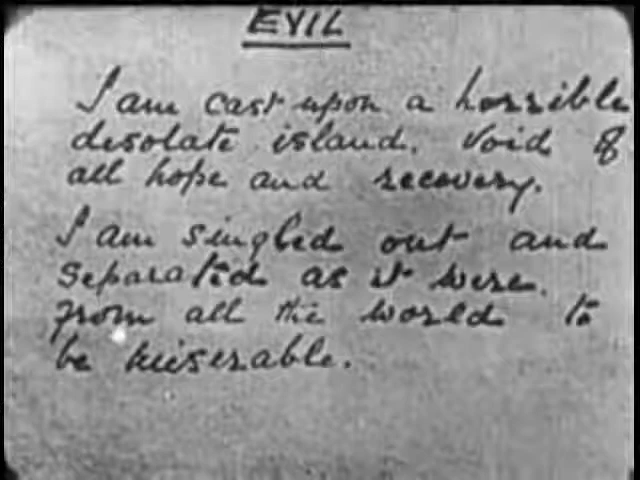 EVIL
I am cast upon a horrible
desolate island. Void of
all hope and recovery.
I am singled out and
separated as it were.
from all the world to
be miserable.